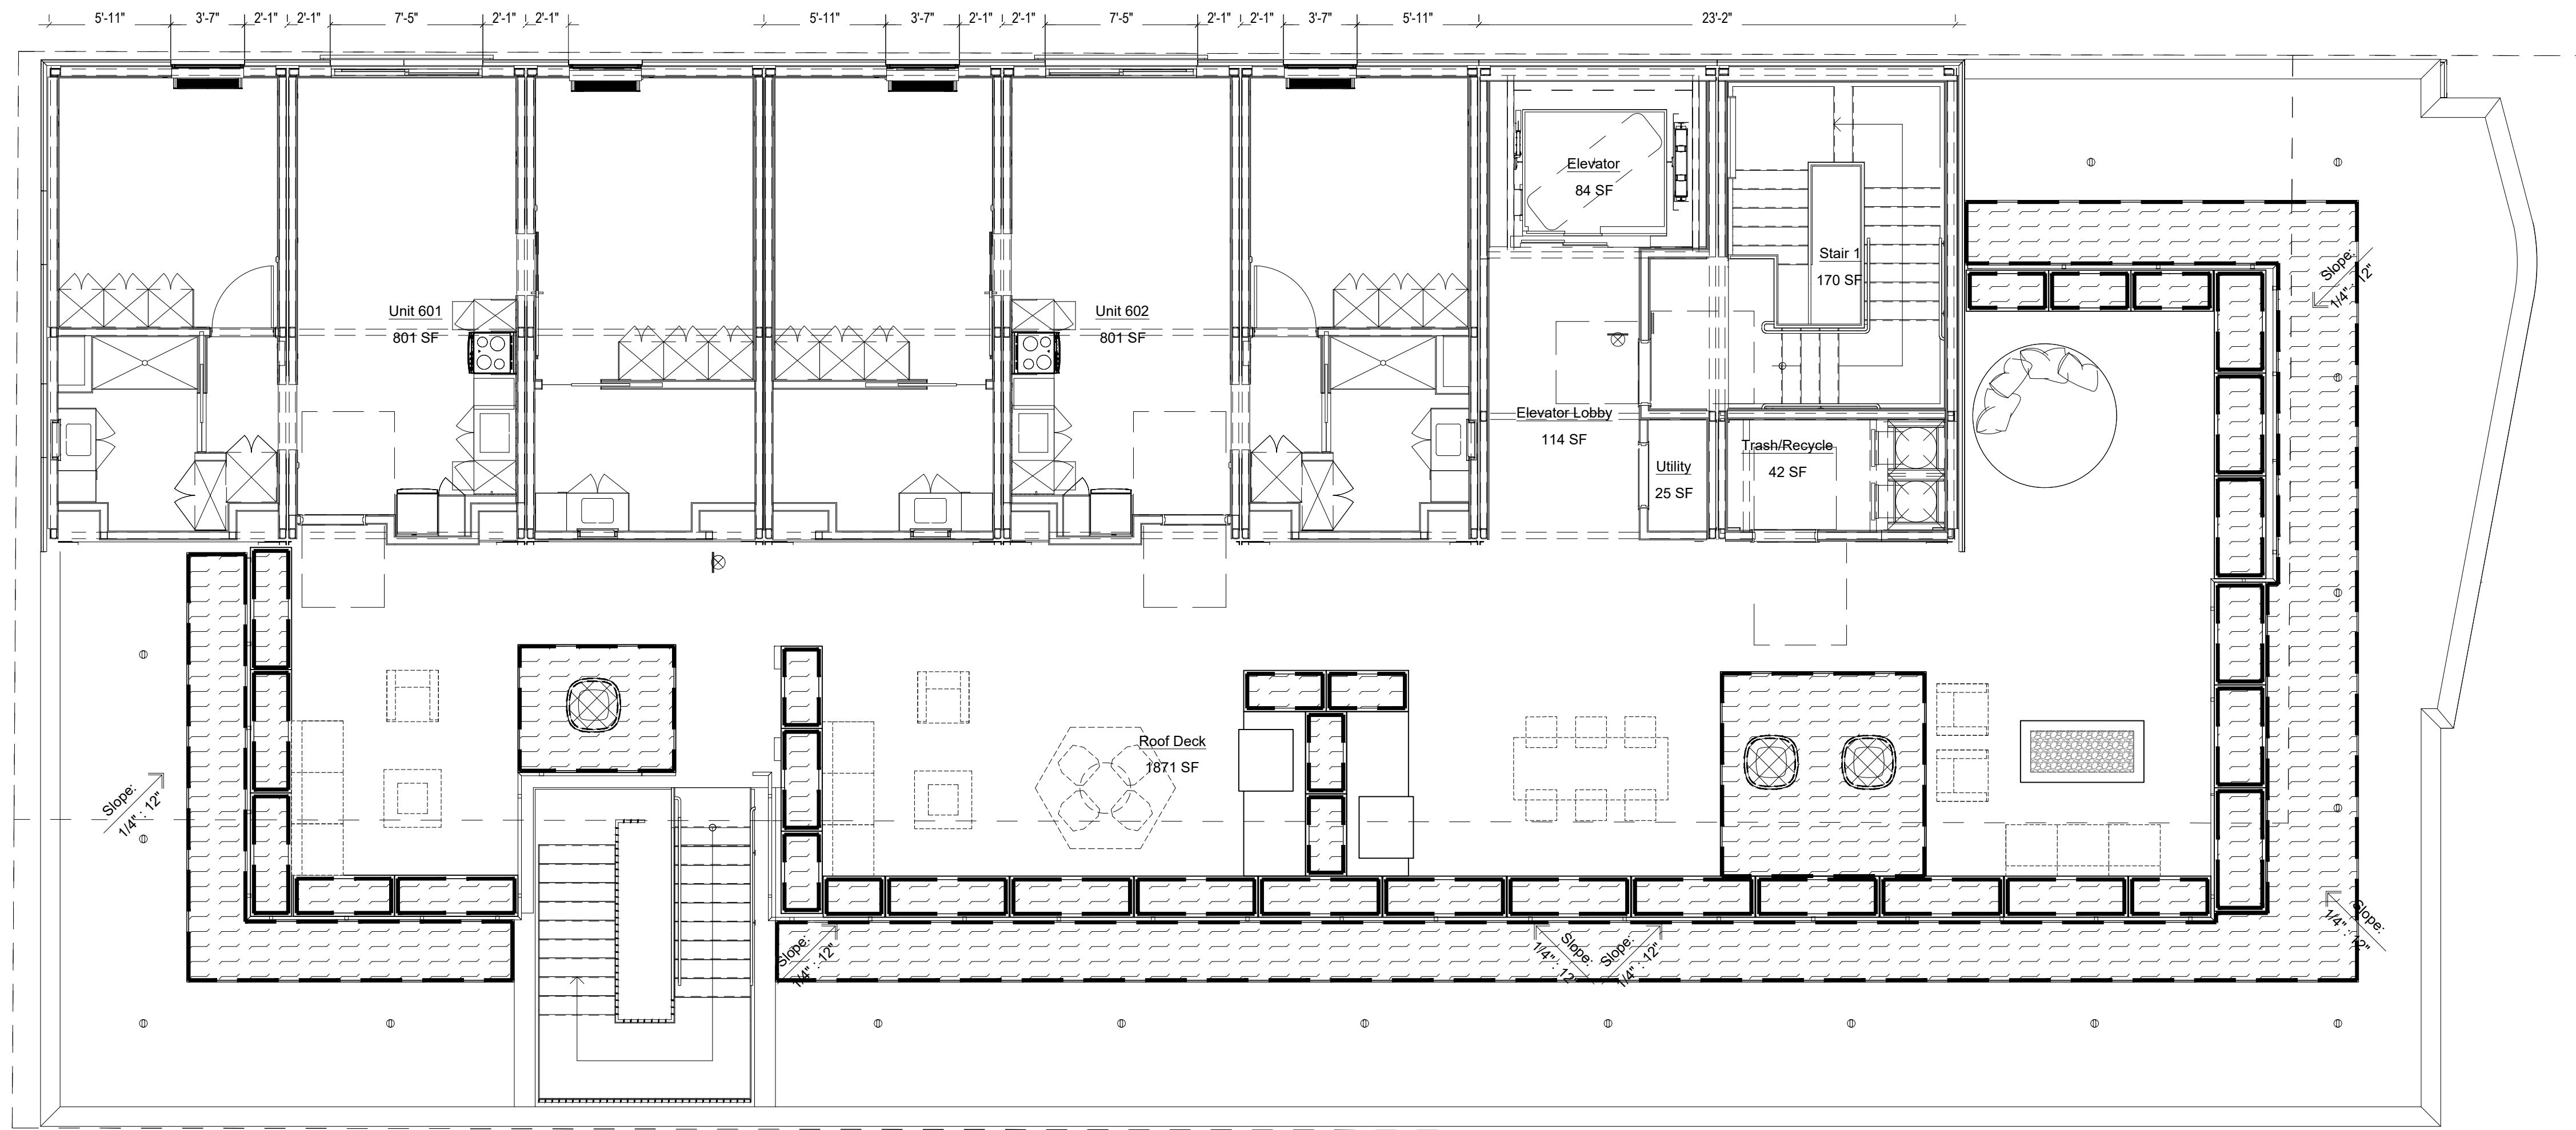 5'-11" 3'-7" 2'-1" 2'-1" 7'-5" 2'-1" 2'-1" 5'-11" 3'-7" 2'-1" 2'-1" 7'-5" 2'-1" 2'-1" 3'-7" 5'-11" 23'-2"
Elevator
84 SF
Stair 1
170 SF
Slope:
1/4" : 12"
Unit 601
801 SF
Unit 602
801 SF
Elevator Lobby
114 SF
Trash/Recycle
42 SF
Utility
25 SF
Roof Deck
1871 SF
Slope:
1/4" : 12"
Slope:
1/4" : 12"
Slope:
1/4" : 12"
Slope:
1/4" : 12"
Slope:
1/4" : 12"